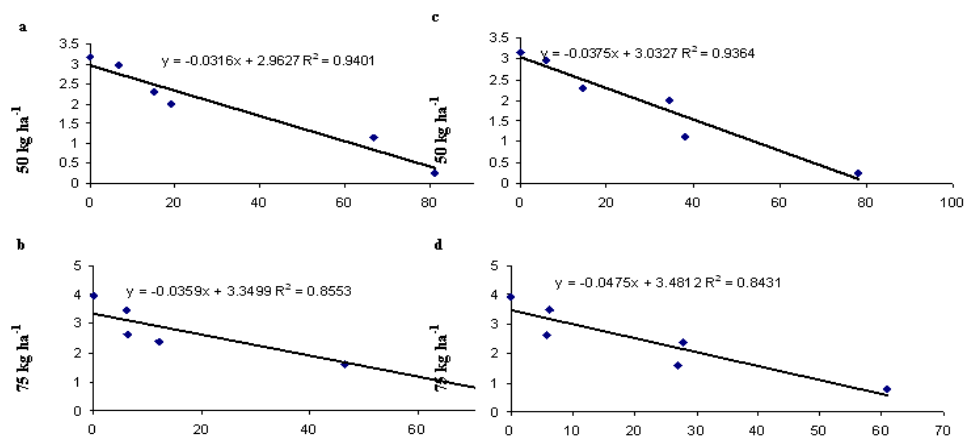 a
3.5
3
2.5
2
1.5
1
0.5
0
y = -0.0316x + 2.9627 R² = 0.9401
50 kg ha⁻¹
0 20 40 60 80
c
3.5
3
2.5
2
1.5
1
0.5
0
y = -0.0375x + 3.0327 R² = 0.9364
50 kg ha⁻¹
0 20 40 60 80 100
b
5
4
3
2
1
0
y = -0.0359x + 3.3499 R² = 0.8553
75 kg ha⁻¹
0 20 40 60
d
5
4
3
2
1
0
y = -0.0475x + 3.4812 R² = 0.8431
75 kg ha⁻¹
0 10 20 30 40 50 60 70